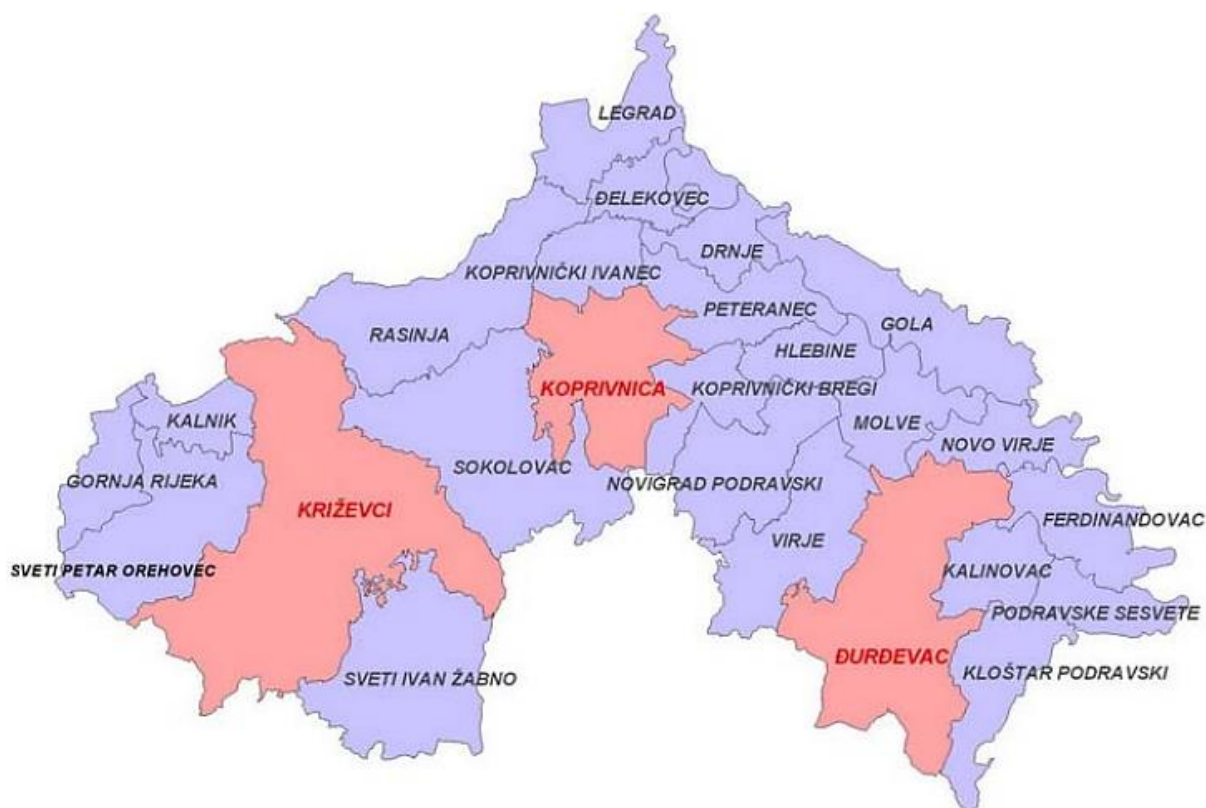 LEGRAD
ĐELEKOVEC
DRNJE
KOPRIVNIČKI IVANEC
PETERANEC
GOLA
RASINJA
HLEBINE
KOPRIVNICA
KOPRIVNIČKI BREGI
KALNIK
MOLVE
NOVO VIRJE
SOKOLOVAC
GORNJA RIJEKA
NOVIGRAD PODRAVSKI
KRIŽEVCI
FERDINANDOVAC
VIRJE
SVETI PETAR OREHOVEC
KALINOVAC
PODRAVSKE SESVETE
ĐURĐEVAC
KLOŠTAR PODRAVSKI
SVETI IVAN ŽABNO